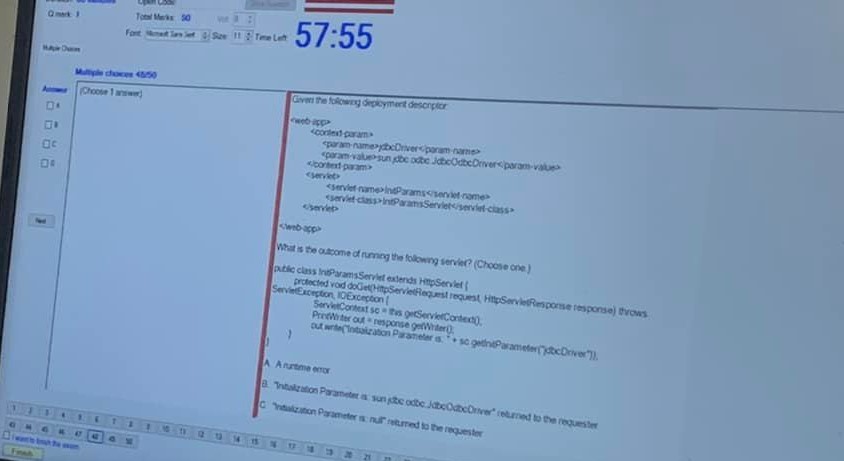 Open Code:
Q mark: 1
Total Marks: 50
Vol: 8
Font: Microsoft Sans Serif
Size: 11
Time Left:
57:55
Multiple Choices
Multiple choices 48/50
Answer
(Choose 1 answer)
A
B
C
D
Next
Given the following deployment descriptor:
<web-app>
<context-param>
<param-name>jdbcDriver</param-name>
<param-value>sun.jdbc.odbc.JdbcOdbcDriver</param-value>
</context-param>
<servlet>
<servlet-name>InitParams</servlet-name>
<servlet-class>InitParamsServlet</servlet-class>
</servlet>
</web-app>
What is the outcome of running the following servlet? (Choose one.)
public class InitParamsServlet extends HttpServlet {
protected void doGet(HttpServletRequest request, HttpServletResponse response) throws
ServletException, IOException {
ServletContext sc = this.getServletContext();
PrintWriter out = response.getWriter();
out.write("Initialization Parameter is: " + sc.getInitParameter("jdbcDriver"));
}
}
A. A runtime error
B. "Initialization Parameter is: sun.jdbc.odbc.JdbcOdbcDriver" returned to the requester
C. "Initialization Parameter is: null" returned to the requester
1 2 3 4 5 6 7 8 9 10 11 12 13 14 15 16 17 18 19 20 21 22
43 44 45 46 47 48 49 50
I want to finish the exam.
Finish